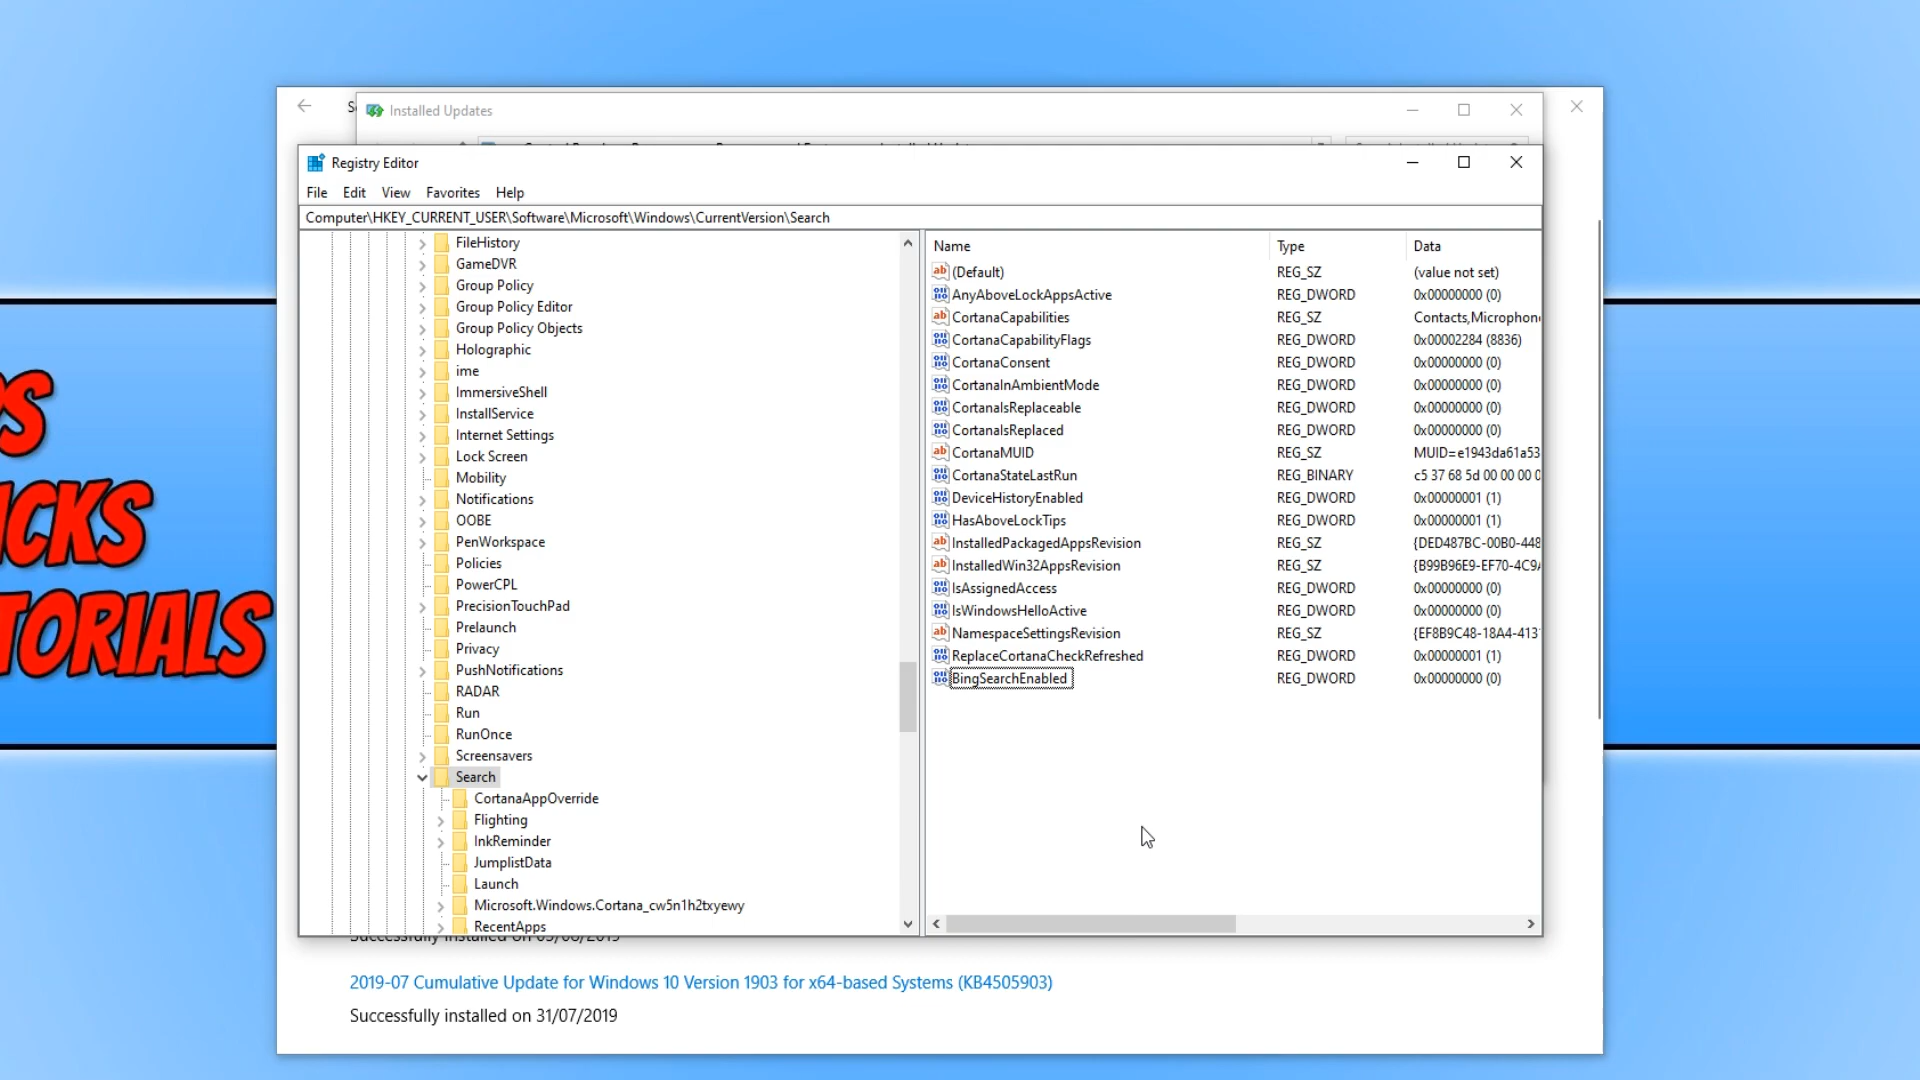 Installed Updates
Registry Editor
File Edit View Favorites Help
Computer\HKEY_CURRENT_USER\Software\Microsoft\Windows\CurrentVersion\Search
FileHistory
GameDVR
Group Policy
Group Policy Editor
Group Policy Objects
Holographic
ime
ImmersiveShell
InstallService
Internet Settings
Lock Screen
Mobility
Notifications
OOBE
PenWorkspace
Policies
PowerCPL
PrecisionTouchPad
Prelaunch
Privacy
PushNotifications
RADAR
Run
RunOnce
Screensavers
Search
CortanaAppOverride
Flighting
InkReminder
JumplistData
Launch
Microsoft.Windows.Cortana_cw5n1h2txyewy
RecentApps
Name Type Data
(Default) REG_SZ (value not set)
AnyAboveLockAppsActive REG_DWORD 0x00000000 (0)
CortanaCapabilities REG_SZ Contacts,Microphon
CortanaCapabilityFlags REG_DWORD 0x00002284 (8836)
CortanaConsent REG_DWORD 0x00000000 (0)
CortanaInAmbientMode REG_DWORD 0x00000000 (0)
CortanaIsReplaceable REG_DWORD 0x00000000 (0)
CortanaIsReplaced REG_DWORD 0x00000000 (0)
CortanaMUID REG_SZ MUID=e1943da61a53
CortanaStateLastRun REG_BINARY c5 37 68 5d 00 00 00 0
DeviceHistoryEnabled REG_DWORD 0x00000001 (1)
HasAboveLockTips REG_DWORD 0x00000001 (1)
InstalledPackagedAppsRevision REG_SZ {DED487BC-00B0-448
InstalledWin32AppsRevision REG_SZ {B99B96E9-EF70-4C9
IsAssignedAccess REG_DWORD 0x00000000 (0)
IsWindowsHelloActive REG_DWORD 0x00000000 (0)
NamespaceSettingsRevision REG_SZ {EF8B9C48-18A4-413
ReplaceCortanaCheckRefreshed REG_DWORD 0x00000001 (1)
BingSearchEnabled REG_DWORD 0x00000000 (0)
2019-07 Cumulative Update for Windows 10 Version 1903 for x64-based Systems (KB4505903)
Successfully installed on 31/07/2019
PS
ICKS
TORIALS